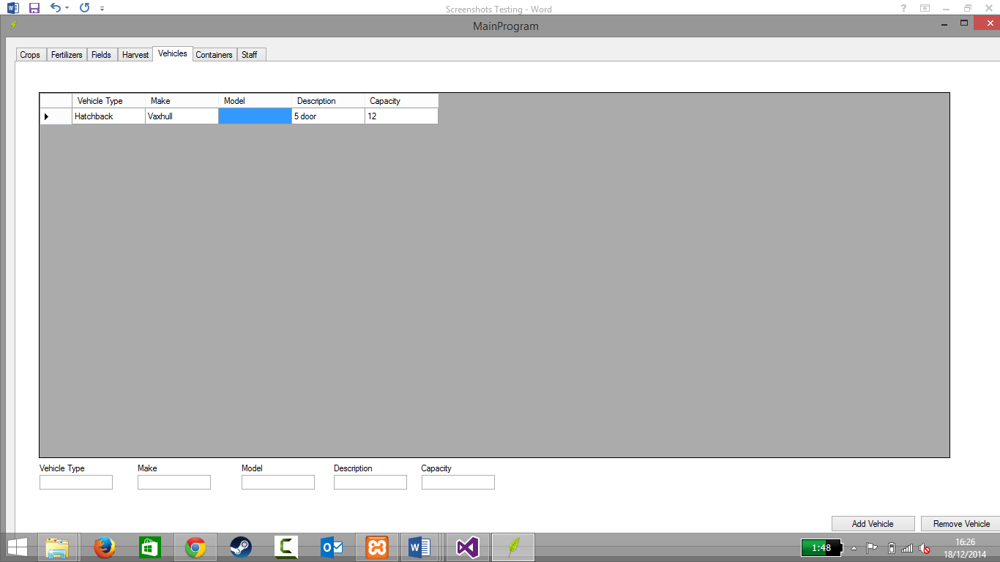 Screenshots Testing - Word
?
MainProgram
Crops Fertilizers Fields Harvest Vehicles Containers Staff
Vehicle Type Make Model Description Capacity
Hatchback Vaxhull 5 door 12
Vehicle Type Make Model Description Capacity
Add Vehicle Remove Vehicle
1:48
16:26
18/12/2014